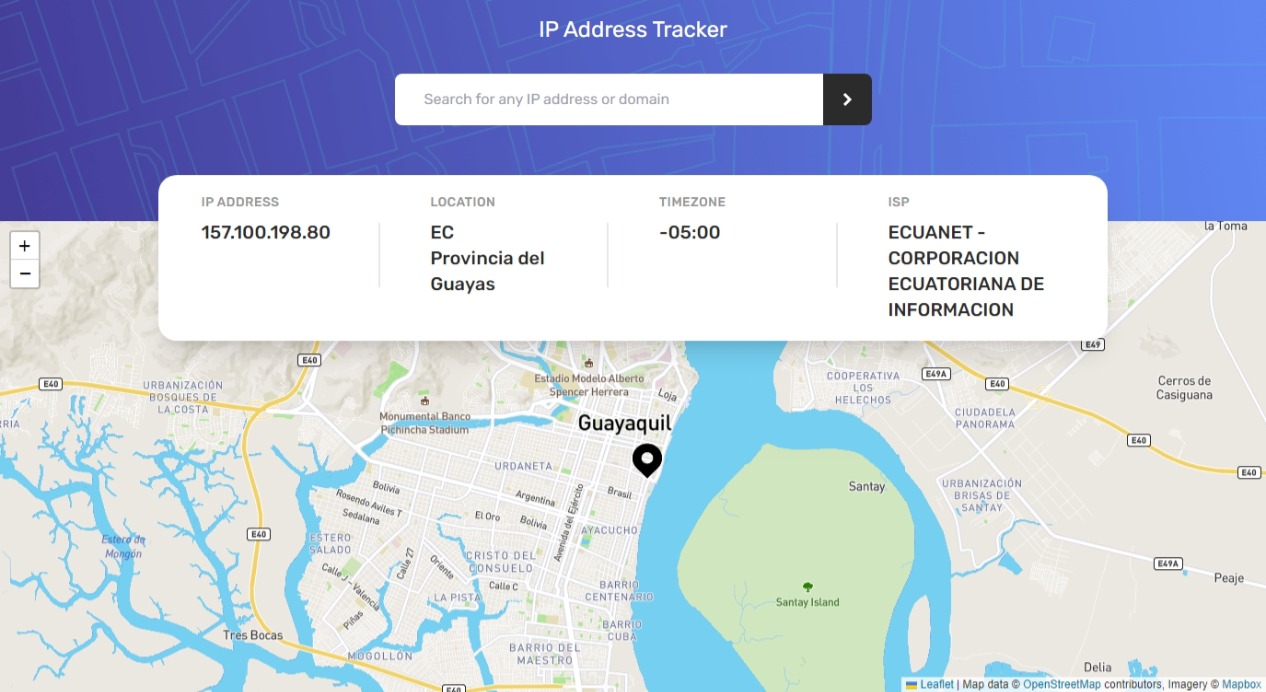 IP Address Tracker
Search for any IP address or domain
IP ADDRESS
157.100.198.80
LOCATION
EC
Provincia del
Guayas
TIMEZONE
-05:00
ISP
ECUANET -
CORPORACION
ECUATORIANA DE
INFORMACION
+
−
la Toma
E49
E40
E40
URBANIZACIÓN
BOSQUES DE
LA COSTA
RIA
Estadio Modelo Alberto
Spencer Herrera
Loja
Monumental Banco
Pichincha Stadium
Guayaquil
COOPERATIVA
LOS
HELECHOS
E49A
E40
Cerros de
Casiguana
CIUDADELA
PANORAMA
E40
E40
URDANETA
Bolivia
Rosendo Aviles T
Sedalana
Argentina
Brasil
El Oro
Bolivia
Avenida del Ejército
AYACUCHO
Santay
URBANIZACIÓN
BRISAS DE
SANTAY
E40
Estero de
Mongón
ESTERO
SALADO
Calle 27
Oriente
CRISTO DEL
CONSUELO
Calle C
Calle J - Valencia
LA PISTA
Piñas
BARRIO
CENTENARIO
BARRIO
CUBA
Santay Island
E49A
Peaje
Tres Bocas
MOGOLLÓN
BARRIO DEL
MAESTRO
E40
Delia
Leaflet | Map data © OpenStreetMap contributors, Imagery © Mapbox